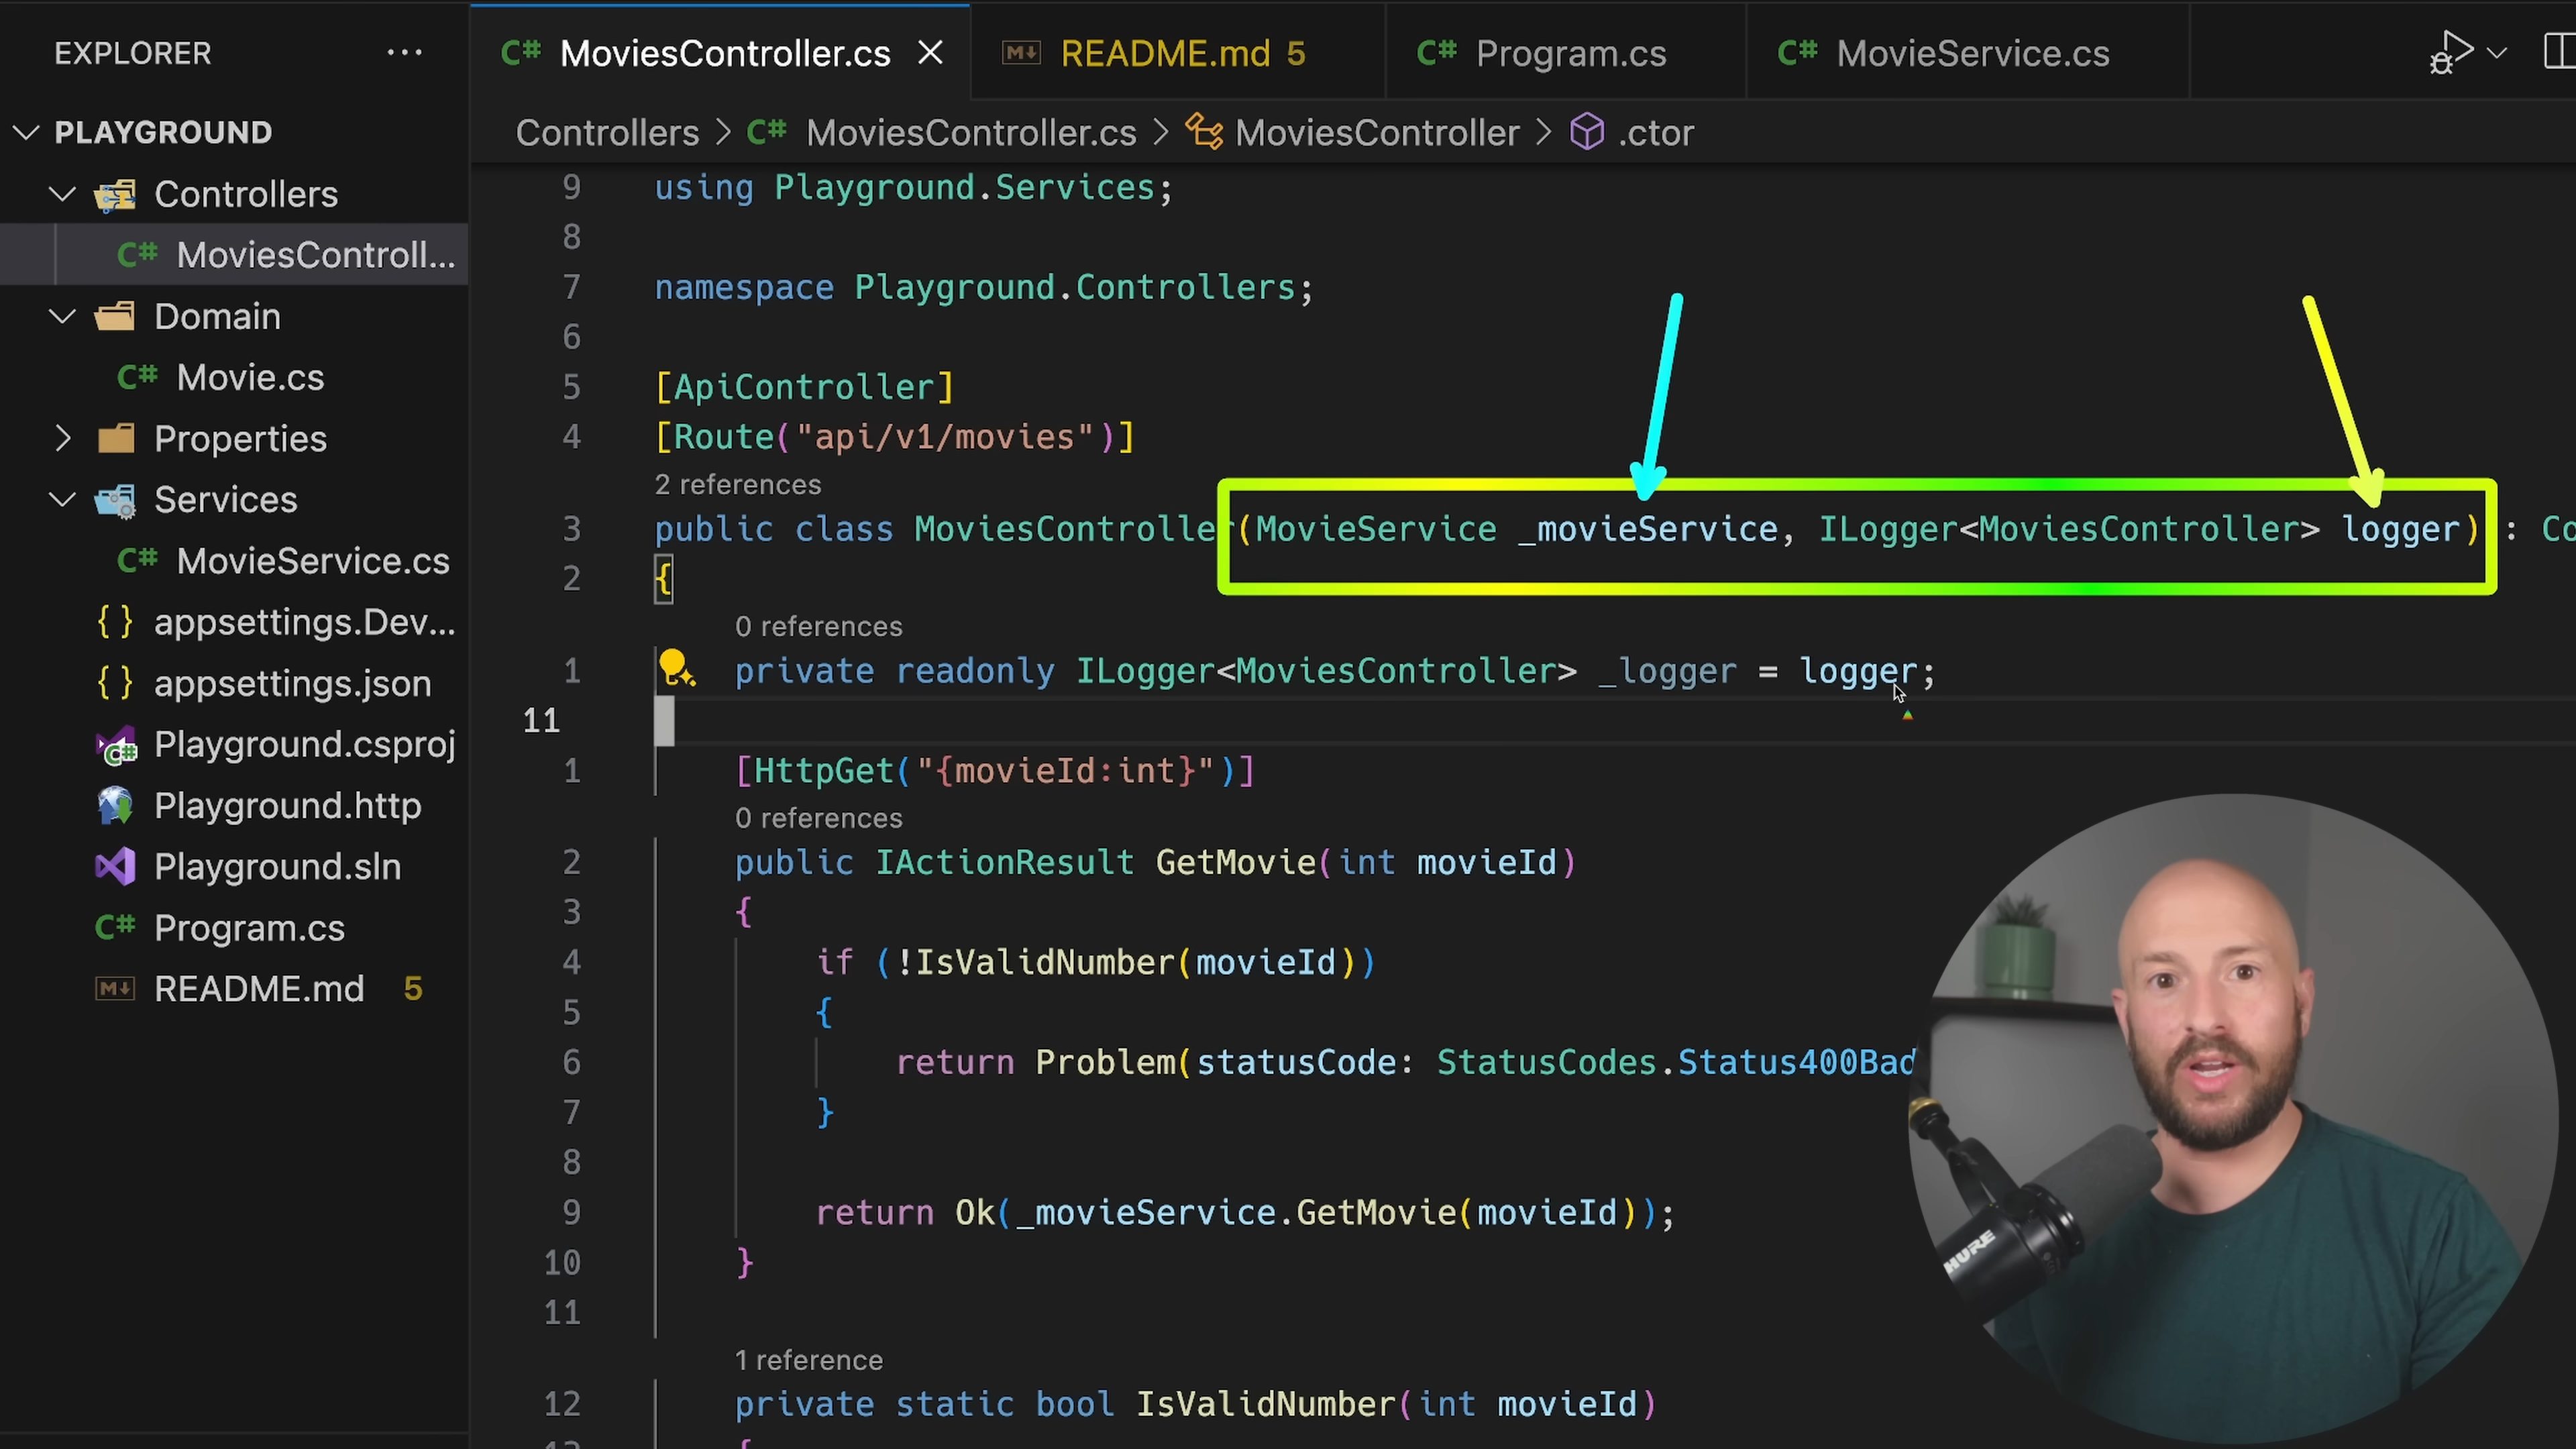 EXPLORER ...
MoviesController.cs
README.md 5
Program.cs
MovieService.cs
PLAYGROUND
Controllers
MoviesControll...
Domain
Movie.cs
Properties
Services
MovieService.cs
appsettings.Dev...
appsettings.json
Playground.csproj
Playground.http
Playground.sln
Program.cs
README.md 5
Controllers > MoviesController.cs > MoviesController > .ctor
9 using Playground.Services;
8
7 namespace Playground.Controllers;
6
5 [ApiController]
4 [Route("api/v1/movies")]
2 references
3 public class MoviesController(MovieService _movieService, ILogger<MoviesController> logger) : Co
2 {
0 references
1 private readonly ILogger<MoviesController> _logger = logger;
11
1 [HttpGet("{movieId:int}")]
0 references
2 public IActionResult GetMovie(int movieId)
3 {
4 if (!IsValidNumber(movieId))
5 {
6 return Problem(statusCode: StatusCodes.Status400Bad
7 }
8
9 return Ok(_movieService.GetMovie(movieId));
10 }
11
1 reference
12 private static bool IsValidNumber(int movieId)
SHURE